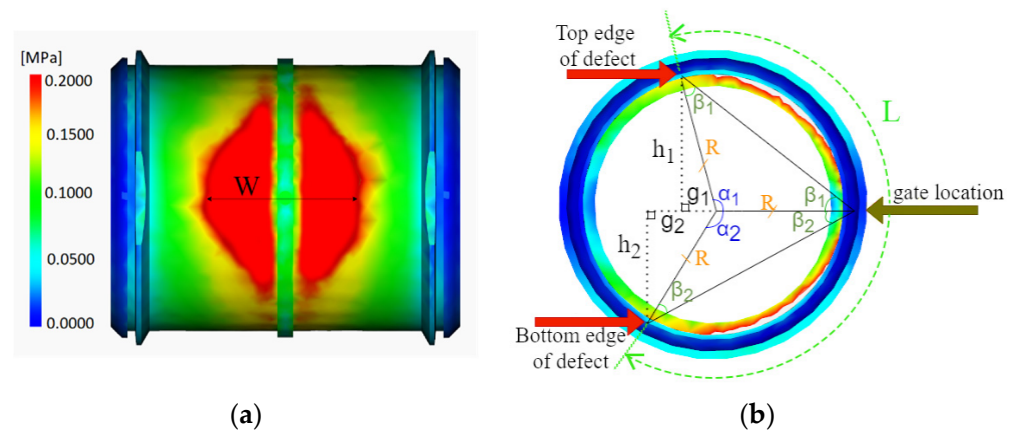 [MPa]
0.2000
0.1500
0.1000
0.0500
0.0000
W
(a)
Top edge
of defect
L
β₁
h₁
R
g₁
α₁
R
β₁
gate location
g₂
α₂
β₂
h₂
R
β₂
Bottom edge
of defect
(b)